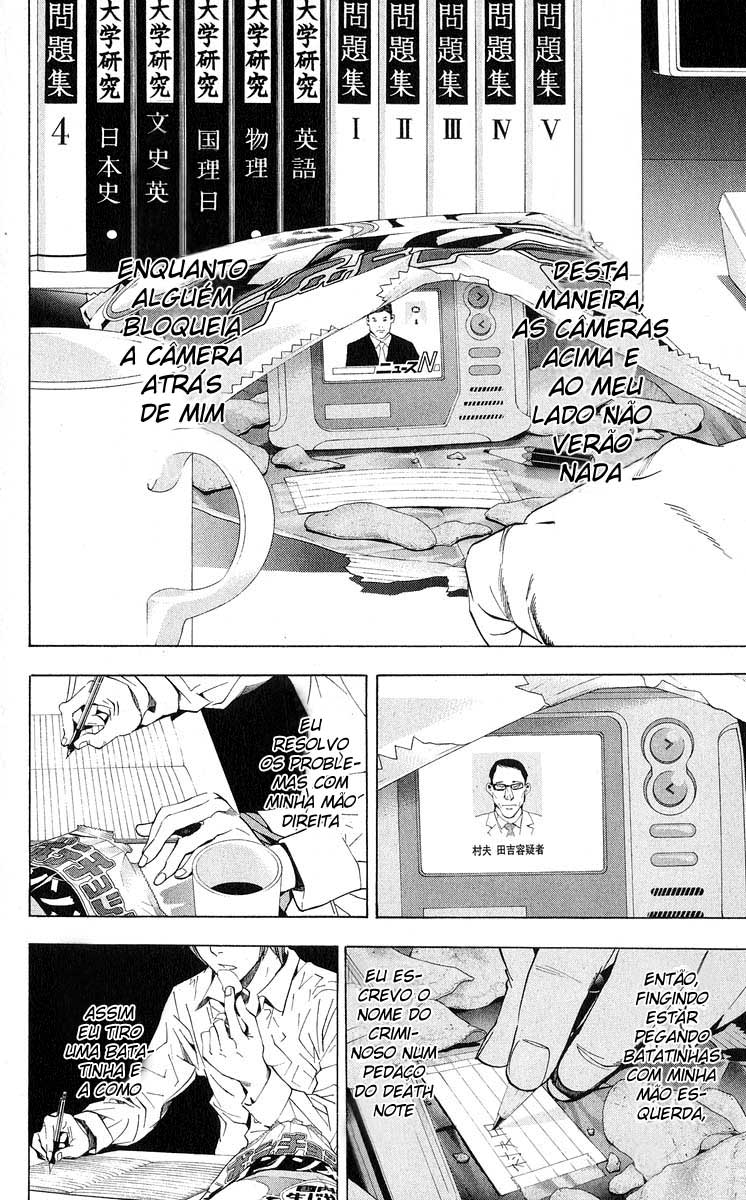 問題集 V
問題集 IV
問題集 III
問題集 II
問題集 I
大学研究 英語
大学研究 物理
大学研究 国理日
大学研究 文史英
大学研究 日本史
問題集 4
DESTA
MANEIRA,
AS CÂMERAS
ACIMA E
AO MEU
LADO NÃO
VERÃO
NADA
ニュースN
ENQUANTO
ALGUÉM
BLOQUEIA
A CÂMERA
ATRÁS
DE MIM
村夫 田吉容疑者
EU
RESOLVO
OS PROBLE-
MAS COM
MINHA MÃO
DIREITA
ENTÃO,
FINGINDO
ESTAR
PEGANDO
BATATINHAS
COM MINHA
MÃO ES-
QUERDA,
EU ES-
CREVO O
NOME DO
CRIMI-
NOSO NUM
PEDAÇO
DO DEATH
NOTE
ASSIM
EU TIRO
UMA BATA-
TINHA E
A COMO